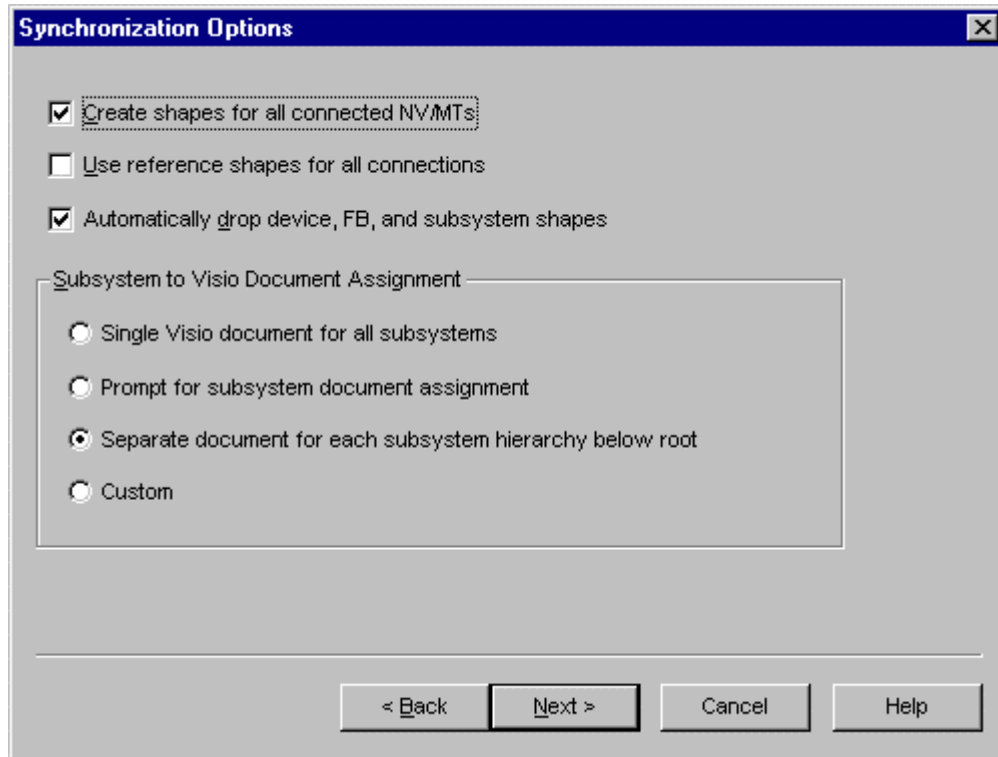 Synchronization Options
Create shapes for all connected NV/MTs
Use reference shapes for all connections
Automatically drop device, FB, and subsystem shapes
Subsystem to Visio Document Assignment
Single Visio document for all subsystems
Prompt for subsystem document assignment
Separate document for each subsystem hierarchy below root
Custom
< Back Next > Cancel Help